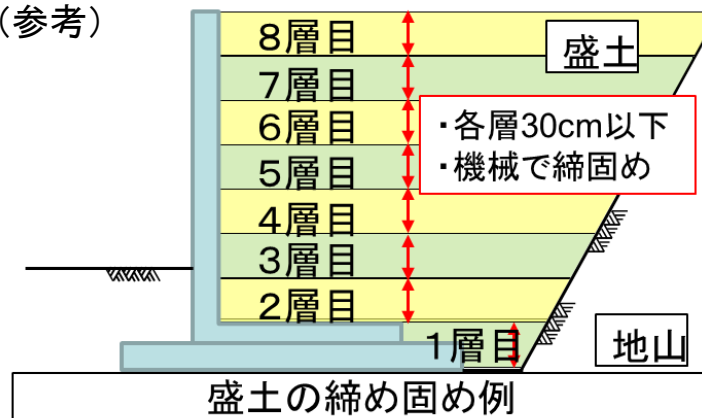 (参考)
8層目
盛土
7層目
6層目
・各層30cm以下
・機械で締固め
5層目
4層目
3層目
2層目
1層目
地山
盛土の締め固め例